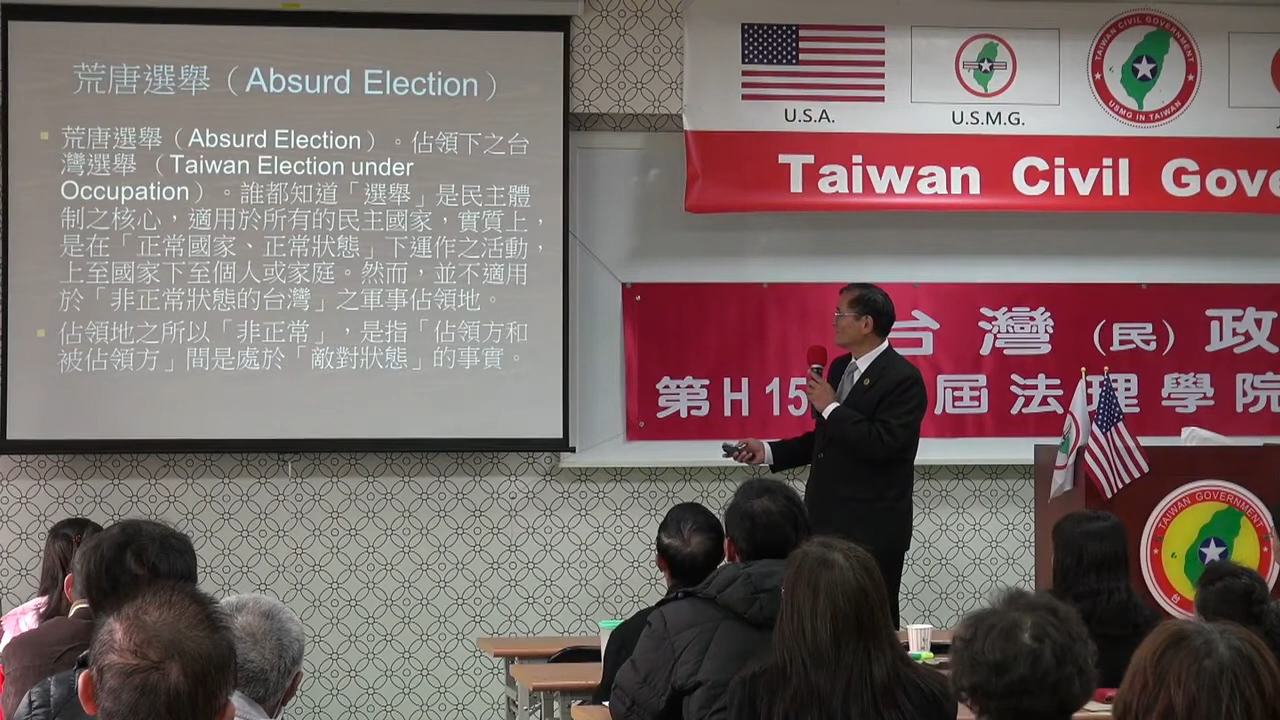 荒唐選舉（Absurd Election）
荒唐選舉（Absurd Election）。佔領下之台
灣選舉 （Taiwan Election under
Occupation）。誰都知道「選舉」是民主體
制之核心，適用於所有的民主國家，實質上，
是在「正常國家、正常狀態」下運作之活動，
上至國家下至個人或家庭。然而，並不適用
於「非正常狀態的台灣」之軍事佔領地。
佔領地之所以「非正常」，是指「佔領方和
被佔領方」間是處於「敵對狀態」的事實。
U.S.A.
U.S.M.G.
TAIWAN CIVIL GOVERNMENT
USMG IN TAIWAN
Taiwan Civil Gove
台灣（民）政
第H15 屆法理學院
TAIWAN GOVERNMENT
台